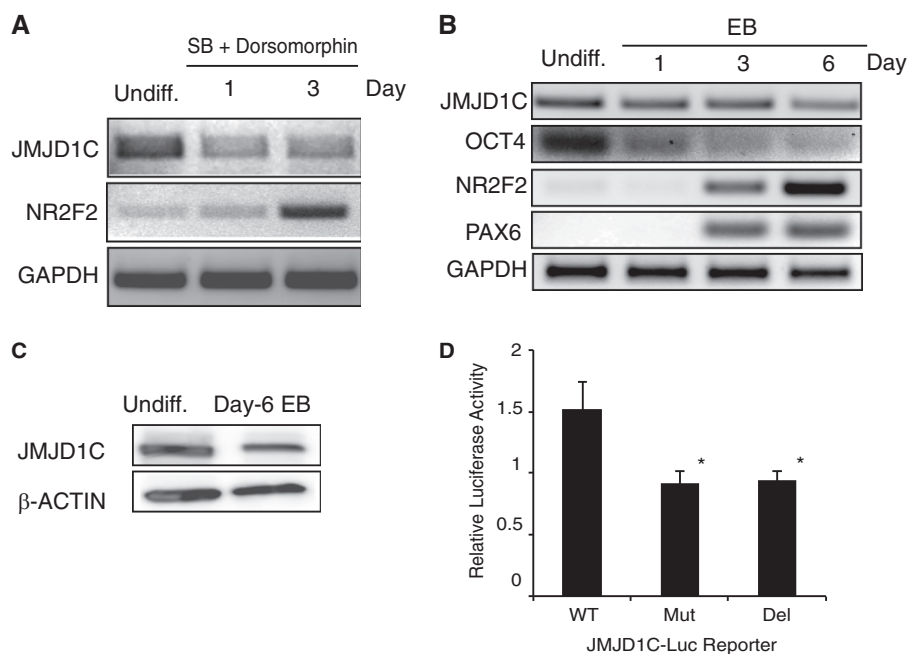 A
SB + Dorsomorphin
Undiff. 1 3 Day
JMJD1C
NR2F2
GAPDH
B
EB
Undiff. 1 3 6 Day
JMJD1C
OCT4
NR2F2
PAX6
GAPDH
C
Undiff. Day-6 EB
JMJD1C
β-ACTIN
D
Relative Luciferase Activity
2
1.5
1
0.5
0
* *
WT Mut Del
JMJD1C-Luc Reporter